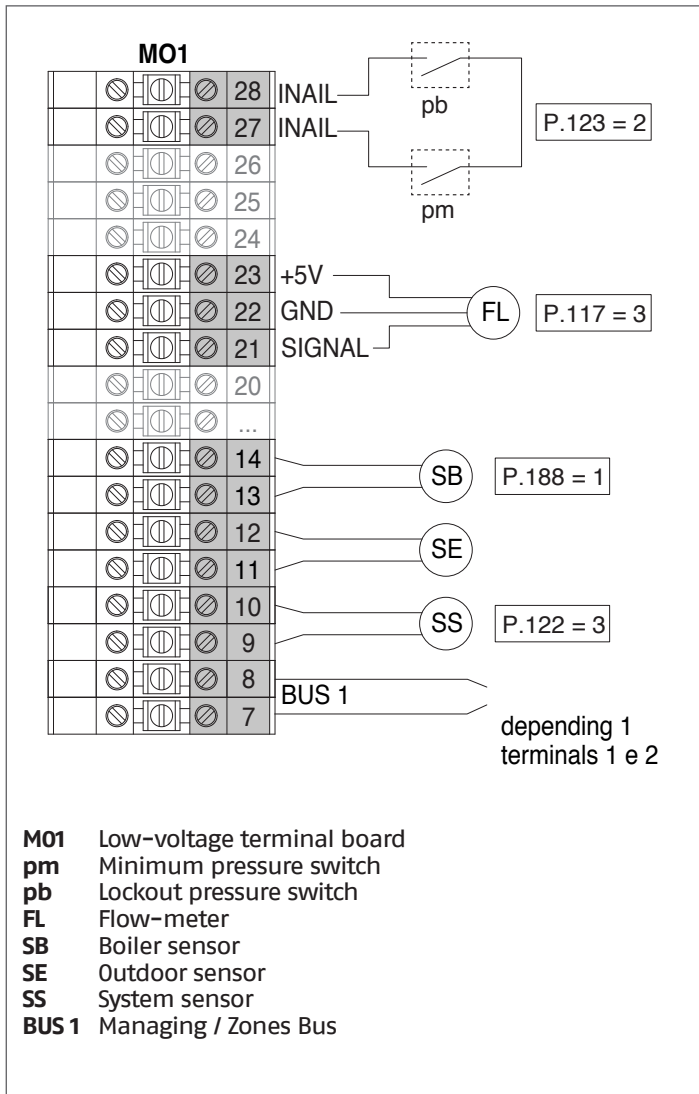 MO1
28 INAIL
pb
27 INAIL
P.123 = 2
26
pm
25
24
23 +5V
22 GND FL P.117 = 3
21 SIGNAL
20
...
14
SB P.188 = 1
13
12
SE
11
10
SS P.122 = 3
9
8
BUS 1
7
depending 1
terminals 1 e 2
M01 Low-voltage terminal board
pm Minimum pressure switch
pb Lockout pressure switch
FL Flow-meter
SB Boiler sensor
SE Outdoor sensor
SS System sensor
BUS 1 Managing / Zones Bus